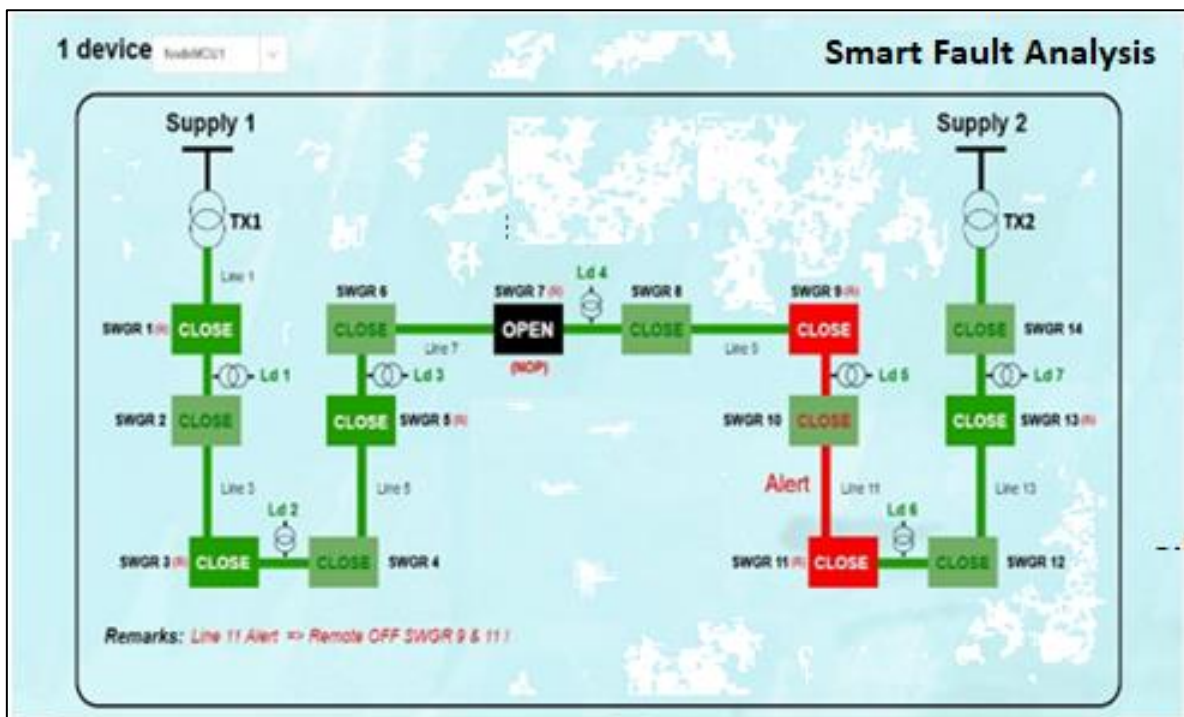 1 device NodeMCU1
Smart Fault Analysis
Supply 1
Supply 2
TX1
TX2
Line 1
SWGR 6
SWGR 7 (R)
Ld 4
SWGR 8
SWGR 9 (R)
SWGR 1 (R)
CLOSE
CLOSE
OPEN
CLOSE
CLOSE
CLOSE
SWGR 14
Line 7
(NOP)
Line 9
Ld 1
Ld 3
Ld 5
Ld 7
SWGR 2
CLOSE
CLOSE
SWGR 5 (R)
SWGR 10
CLOSE
CLOSE
SWGR 13 (R)
Line 3
Line 5
Alert
Line 11
Line 13
Ld 2
Ld 6
SWGR 3 (R)
CLOSE
CLOSE
SWGR 4
SWGR 11 (R)
CLOSE
CLOSE
SWGR 12
Remarks: Line 11 Alert => Remote OFF SWGR 9 & 11 !